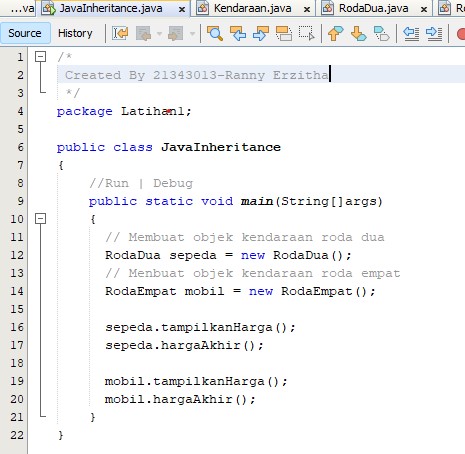 ...va JavaInheritance.java x Kendaraan.java x RodaDua.java x Ro
Source History
1 /*
2 Created By 21343013-Ranny Erzitha
3 */
4 package Latihan1;
5
6 public class JavaInheritance
7 {
8 //Run | Debug
9 public static void main(String[]args)
10 {
11 // Membuat objek kendaraan roda dua
12 RodaDua sepeda = new RodaDua();
13 // Menbuat objek kendaraan roda empat
14 RodaEmpat mobil = new RodaEmpat();
15
16 sepeda.tampilkanHarga();
17 sepeda.hargaAkhir();
18
19 mobil.tampilkanHarga();
20 mobil.hargaAkhir();
21 }
22 }